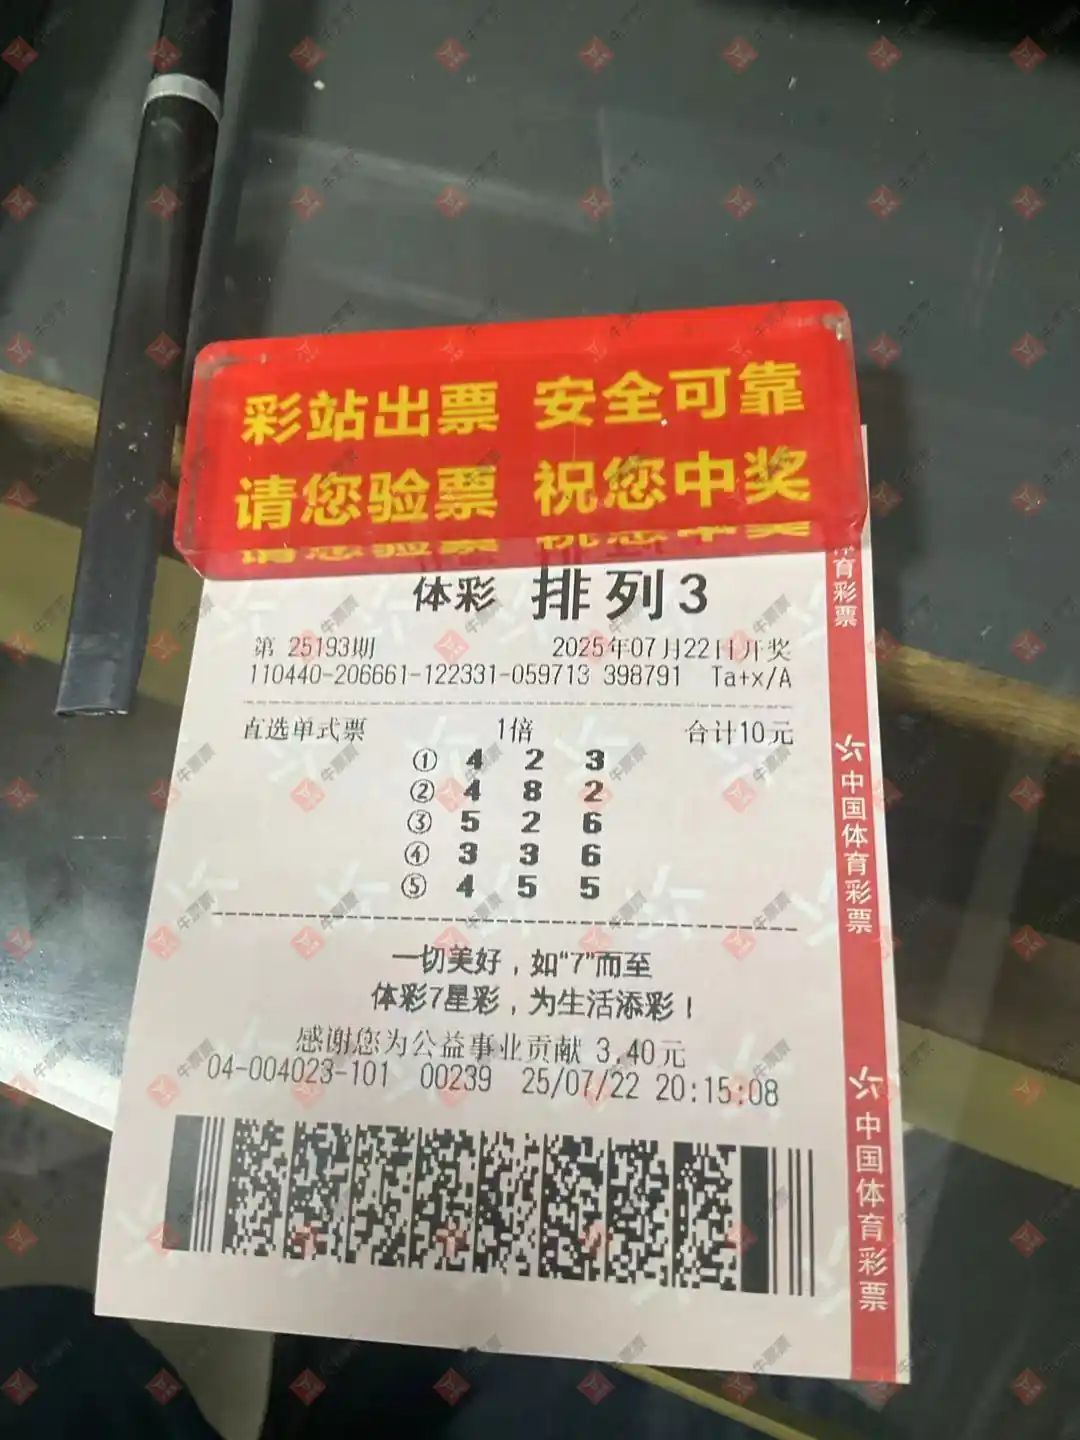 彩站出票 安全可靠
请您验票 祝您中奖
体彩 排列3
第 25193期 2025年07月22日开奖
110440-206661-122331-059713 398791 Ta+x/A
直选单式票 1倍 合计10元
① 4 2 3
② 4 8 2
③ 5 2 6
④ 3 3 6
⑤ 4 5 5
一切美好，如“7”而至
体彩7星彩，为生活添彩！
感谢您为公益事业贡献 3.40元
04-004023-101 00239 25/07/22 20:15:08
体育彩票
中国体育彩票
中国体育彩票
牛票票